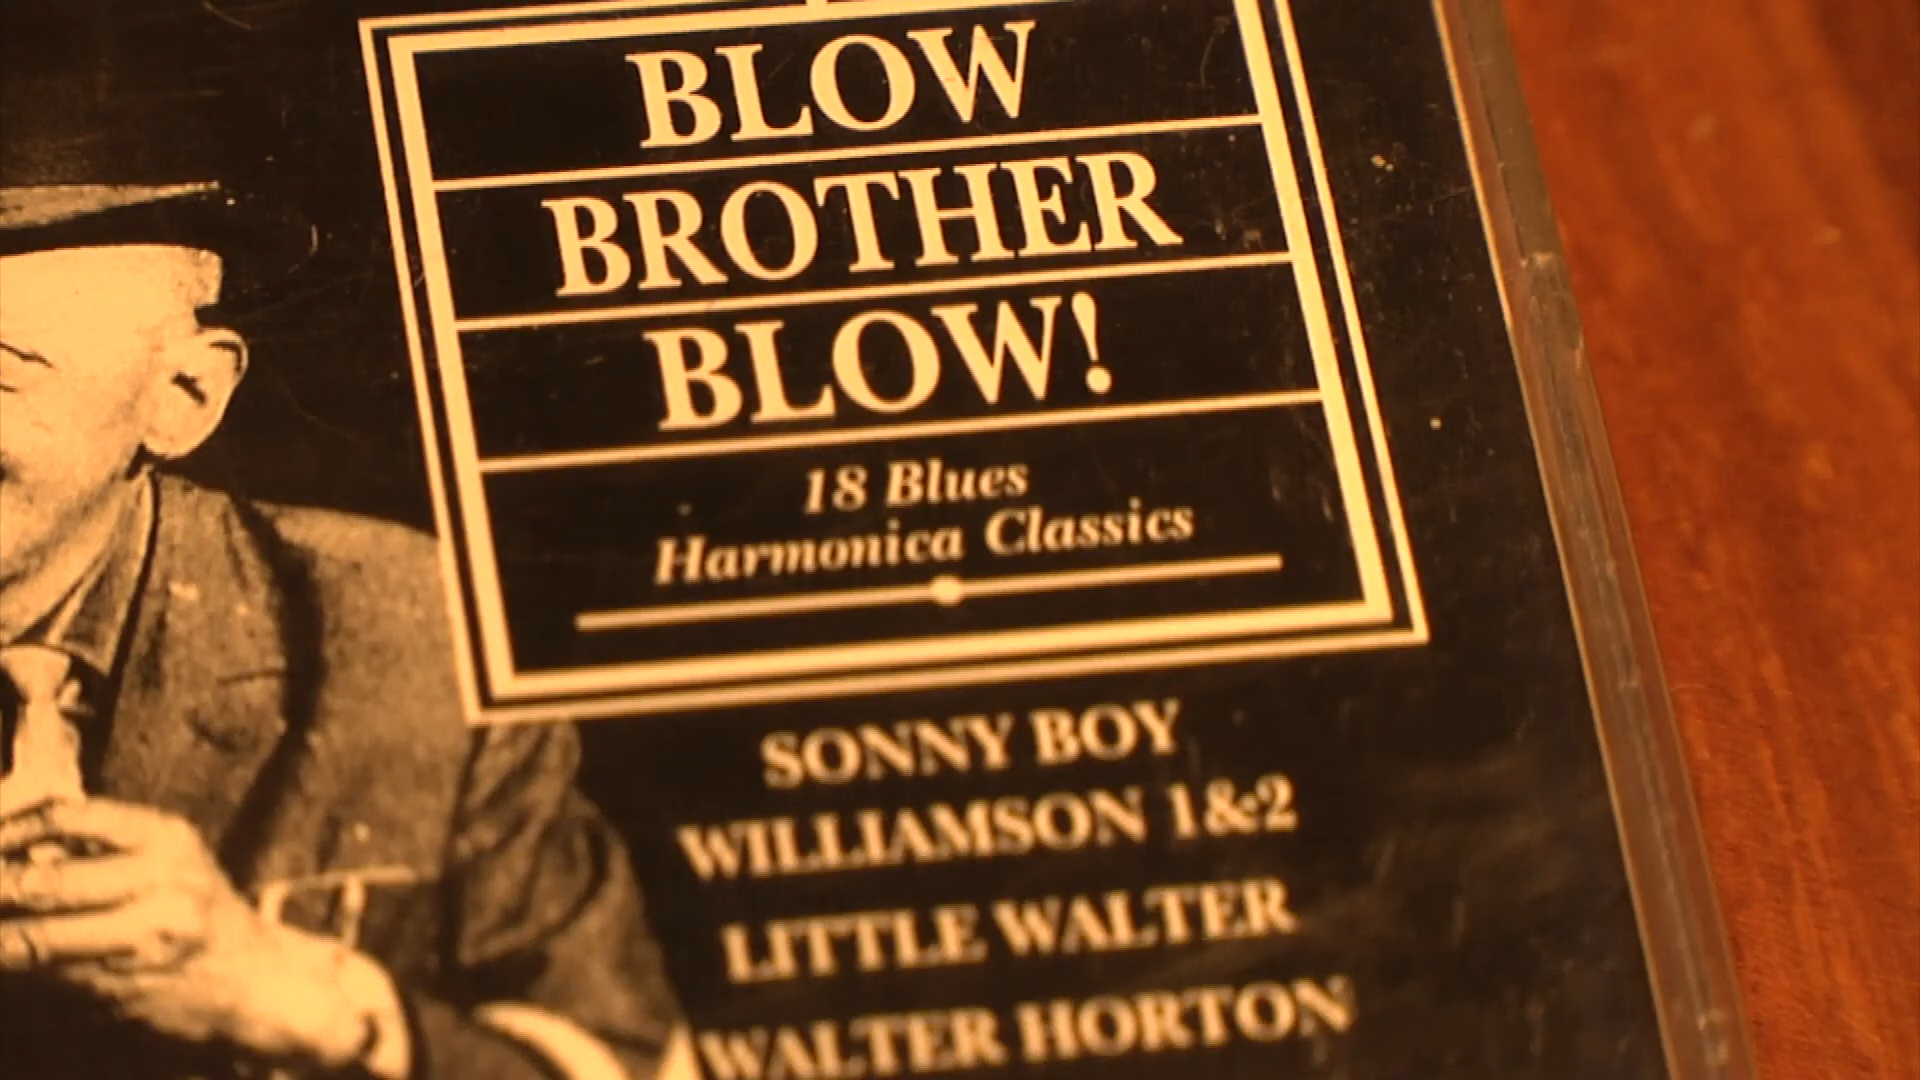 BLOW
BROTHER
BLOW!
18 Blues
Harmonica Classics
SONNY BOY
WILLIAMSON 1&2
LITTLE WALTER
WALTER HORTON